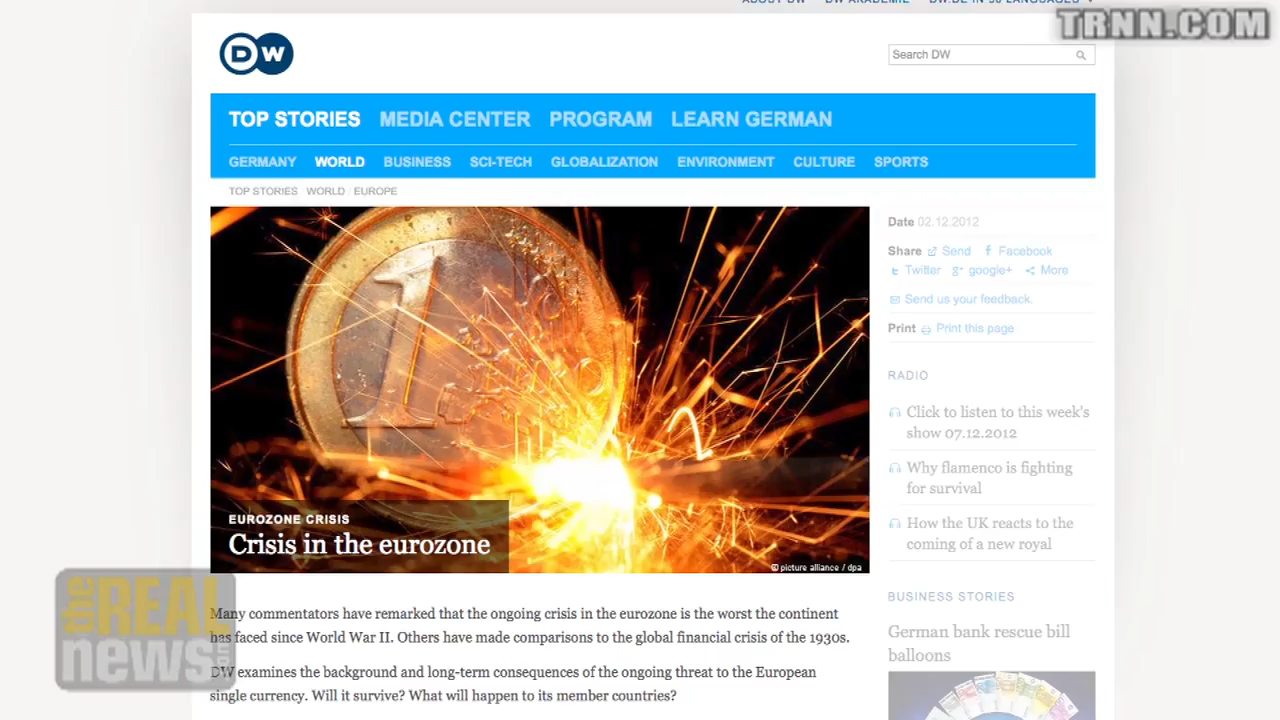 ABOUT DW DW AKADEMIE DW.DE IN 30 LANGUAGES
TRNN.COM
DW
Search DW
TOP STORIES MEDIA CENTER PROGRAM LEARN GERMAN
GERMANY WORLD BUSINESS SCI-TECH GLOBALIZATION ENVIRONMENT CULTURE SPORTS
TOP STORIES WORLD EUROPE
1
EURO
EUROZONE CRISIS
Crisis in the eurozone
picture alliance / dpa
Many commentators have remarked that the ongoing crisis in the eurozone is the worst the continent
has faced since World War II. Others have made comparisons to the global financial crisis of the 1930s.
DW examines the background and long-term consequences of the ongoing threat to the European
single currency. Will it survive? What will happen to its member countries?
Date 02.12.2012
Share Send Facebook
Twitter google+ More
Send us your feedback.
Print Print this page
RADIO
Click to listen to this week's
show 07.12.2012
Why flamenco is fighting
for survival
How the UK reacts to the
coming of a new royal
BUSINESS STORIES
German bank rescue bill
balloons
the REAL
news.com